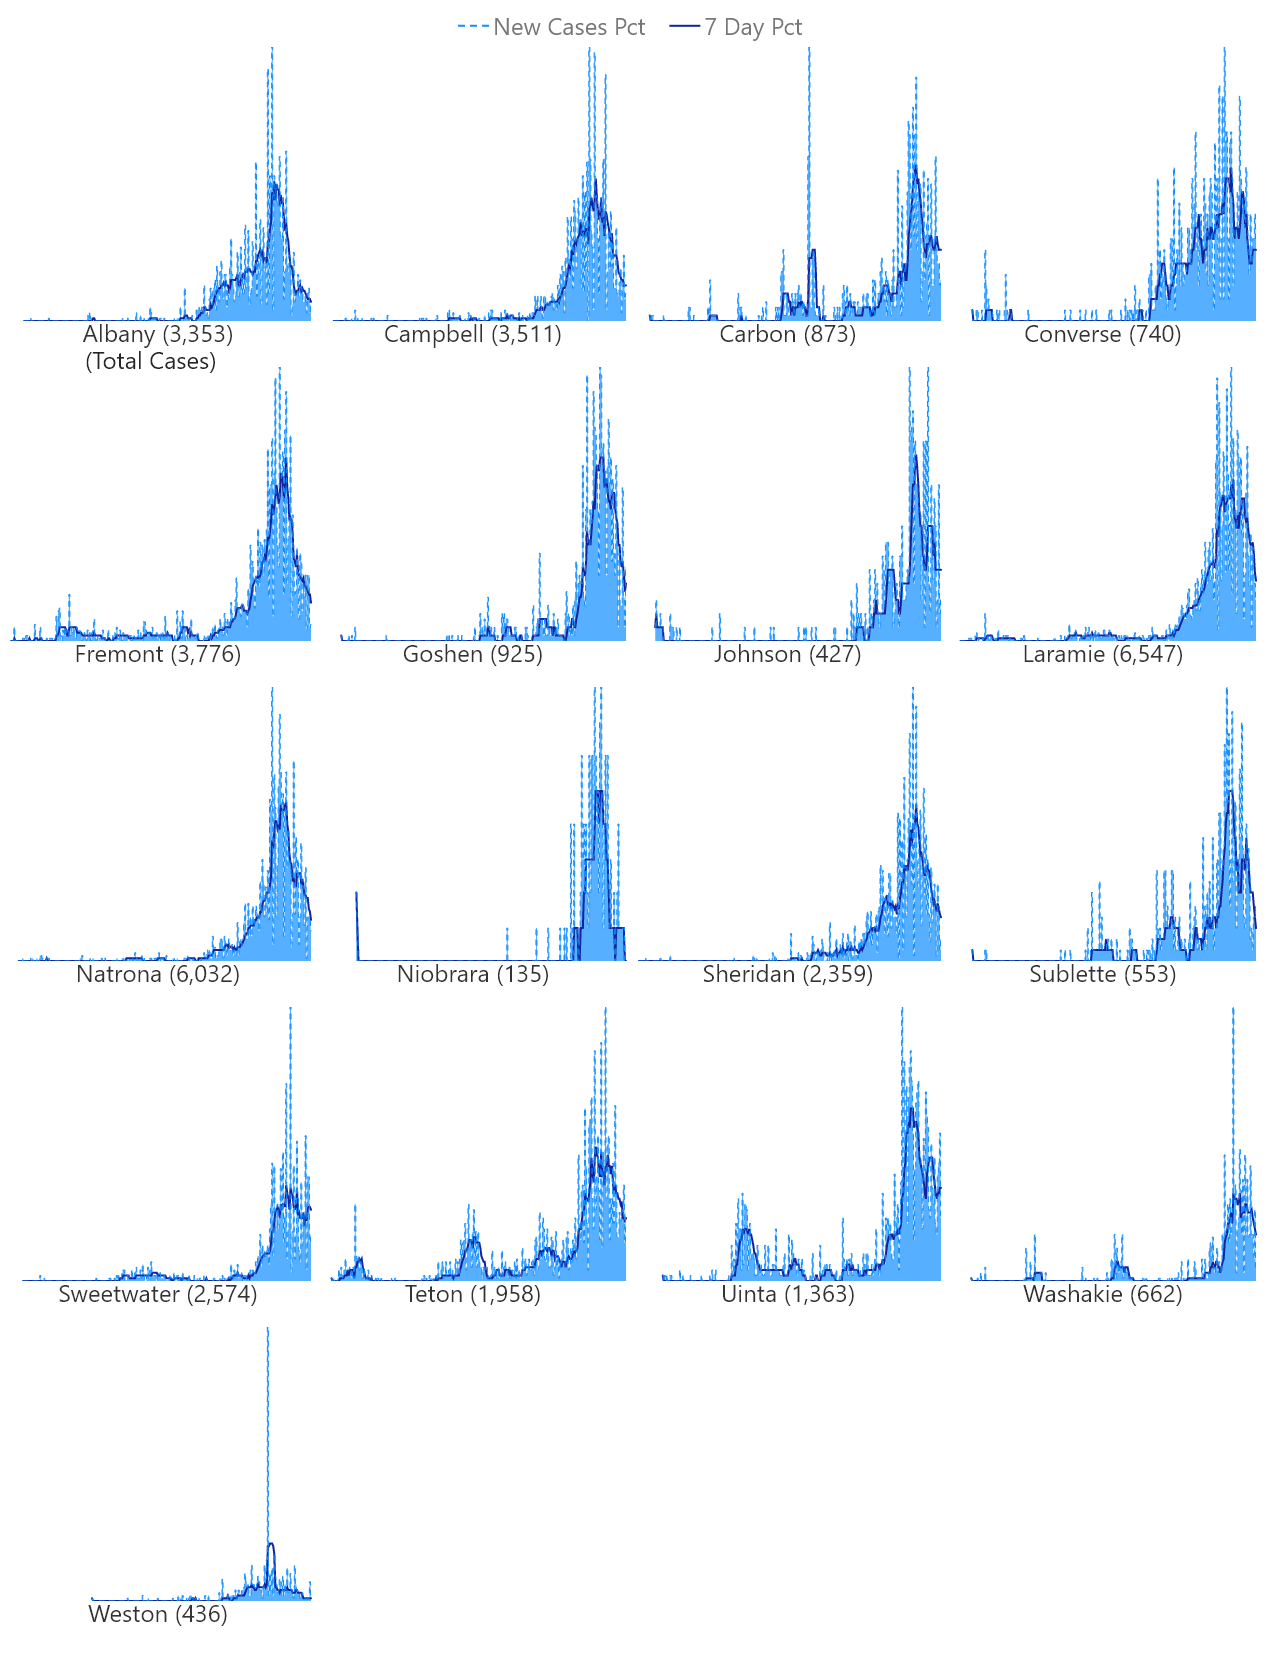 New Cases Pct 7 Day Pct
Albany (3,353) Campbell (3,511) Carbon (873) Converse (740)
(Total Cases)
Fremont (3,776) Goshen (925) Johnson (427) Laramie (6,547)
Natrona (6,032) Niobrara (135) Sheridan (2,359) Sublette (553)
Sweetwater (2,574) Teton (1,958) Uinta (1,363) Washakie (662)
Weston (436)